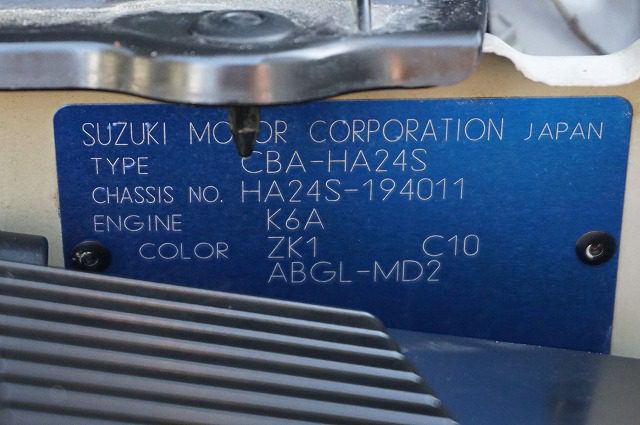 SUZUKI MOTOR CORPORATION JAPAN
TYPE CBA-HA24S
CHASSIS NO. HA24S-194011
ENGINE K6A
COLOR ZK1 C10
ABGL-MD2